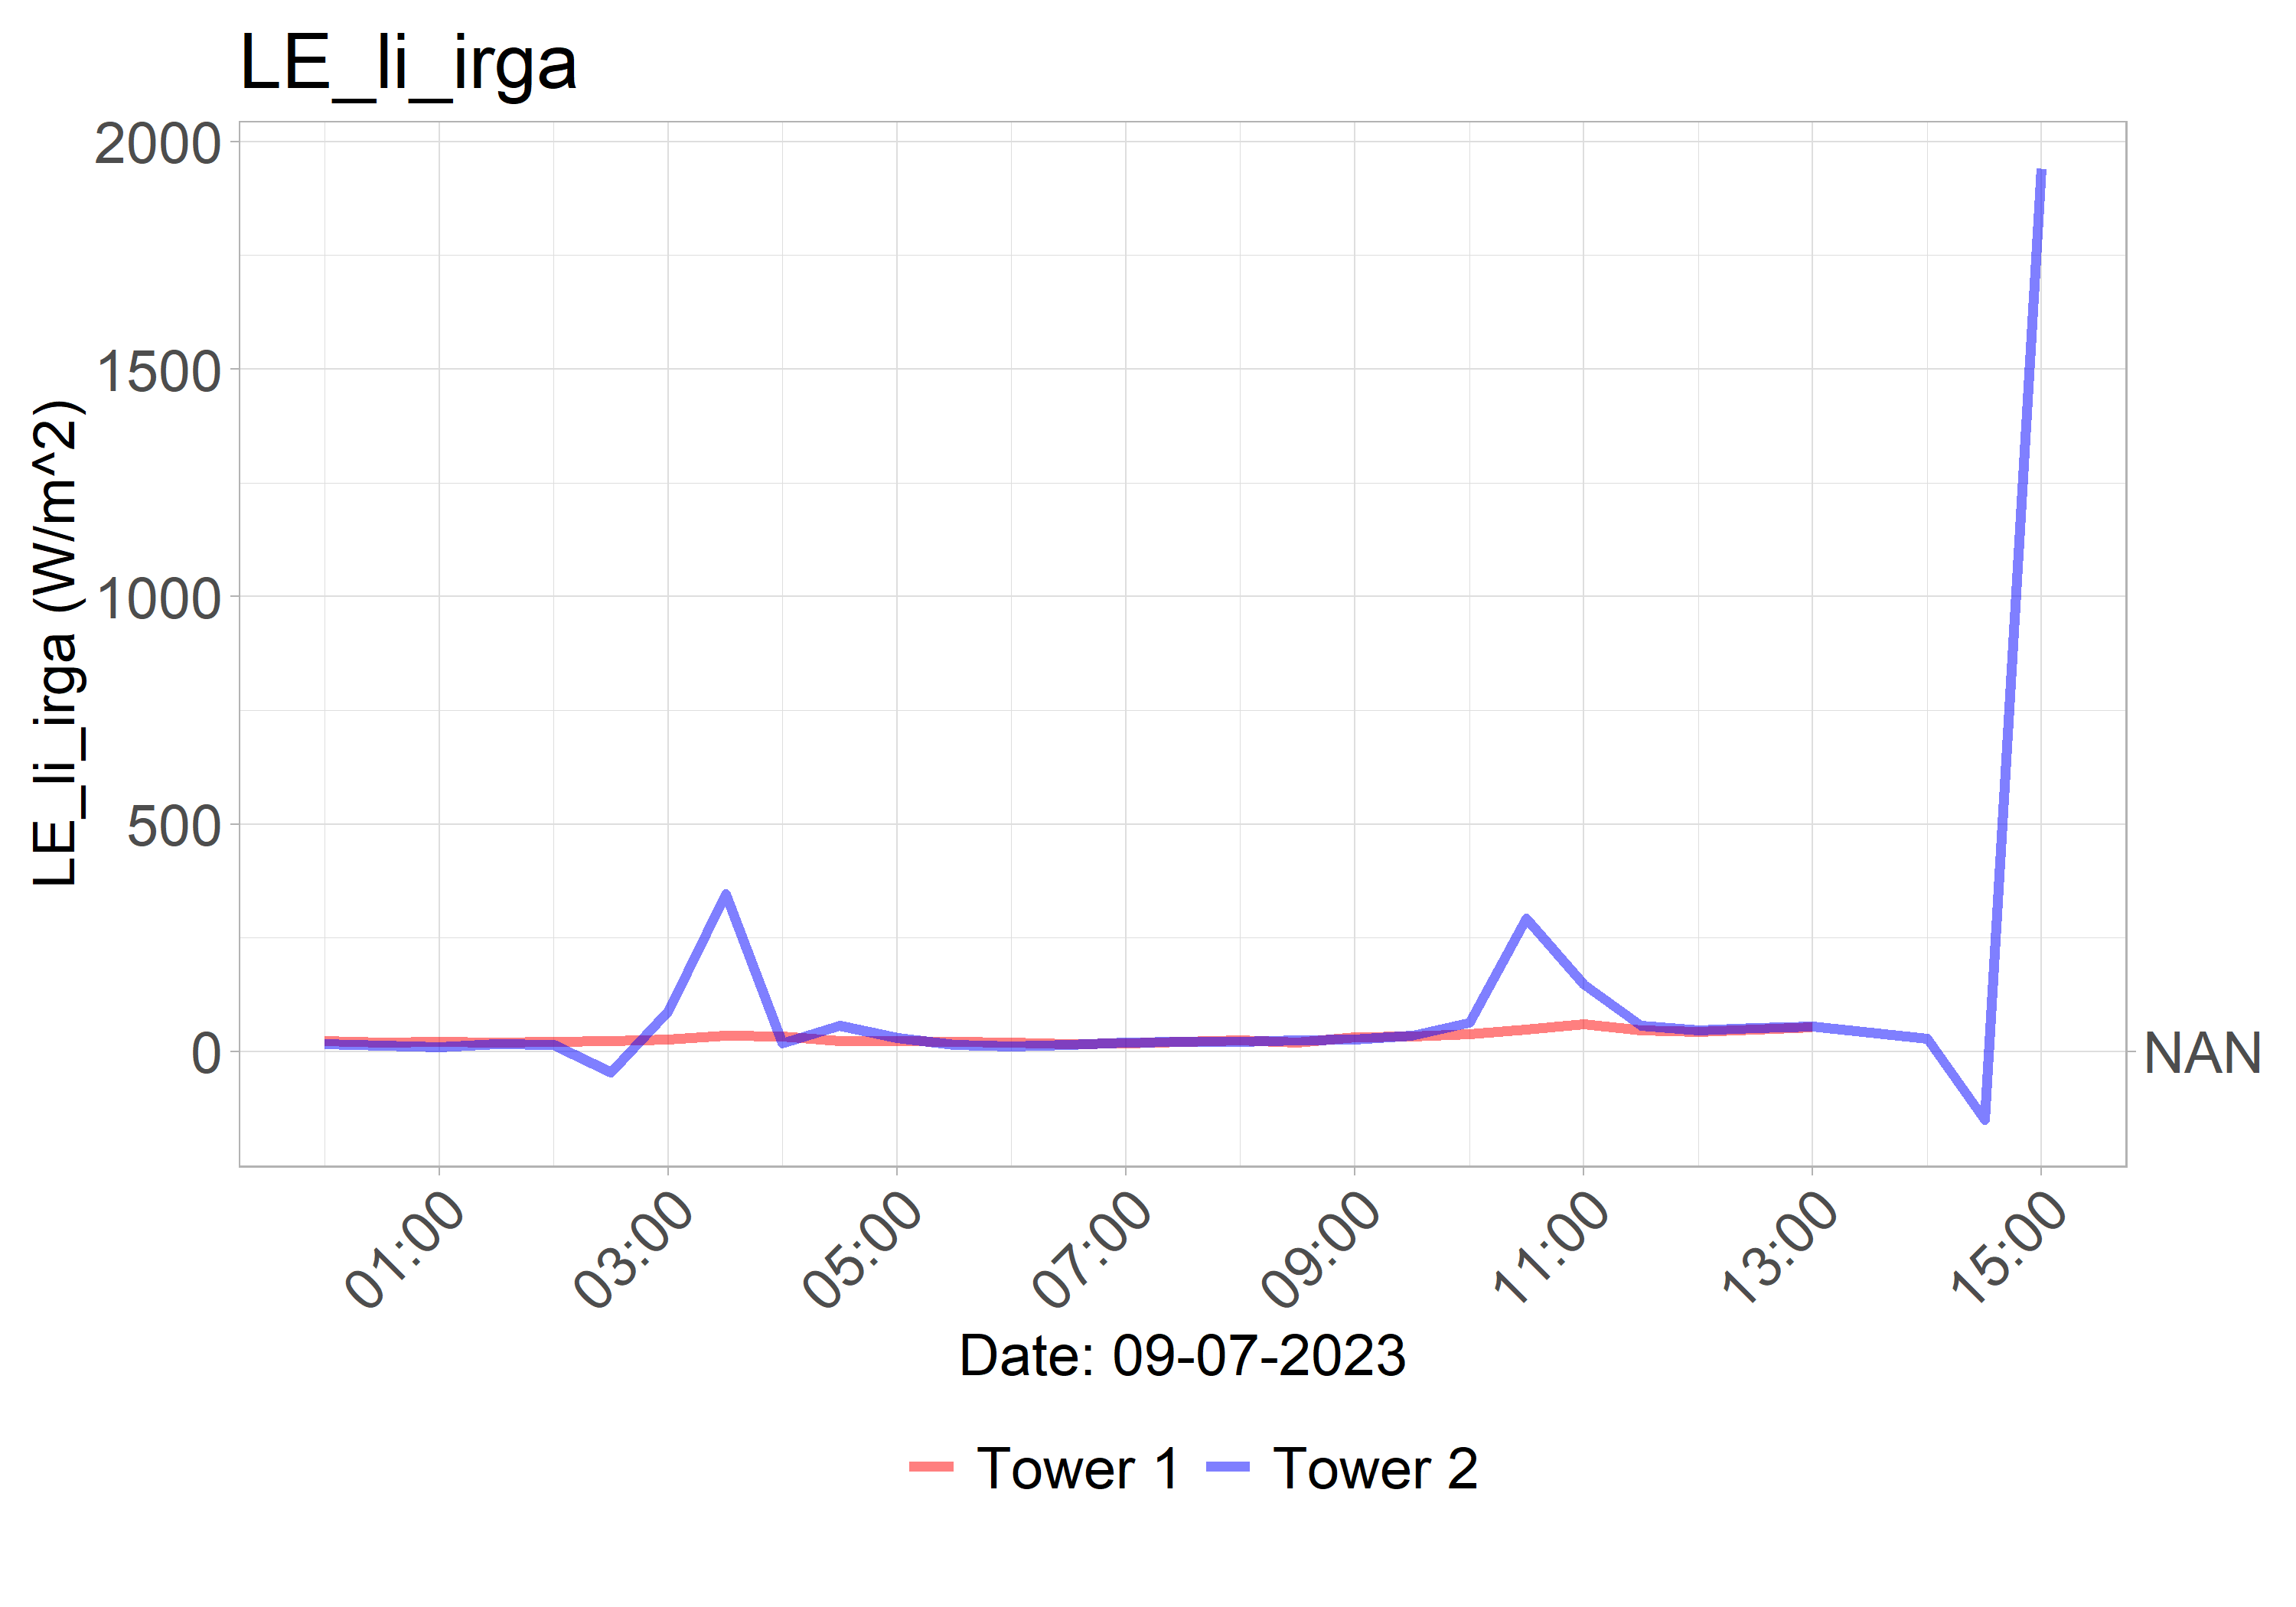 LE_li_irga
LE_li_irga (W/m^2)
2000
1500
1000
500
0
NAN
01:00
03:00
05:00
07:00
09:00
11:00
13:00
15:00
Date: 09-07-2023
Tower 1
Tower 2